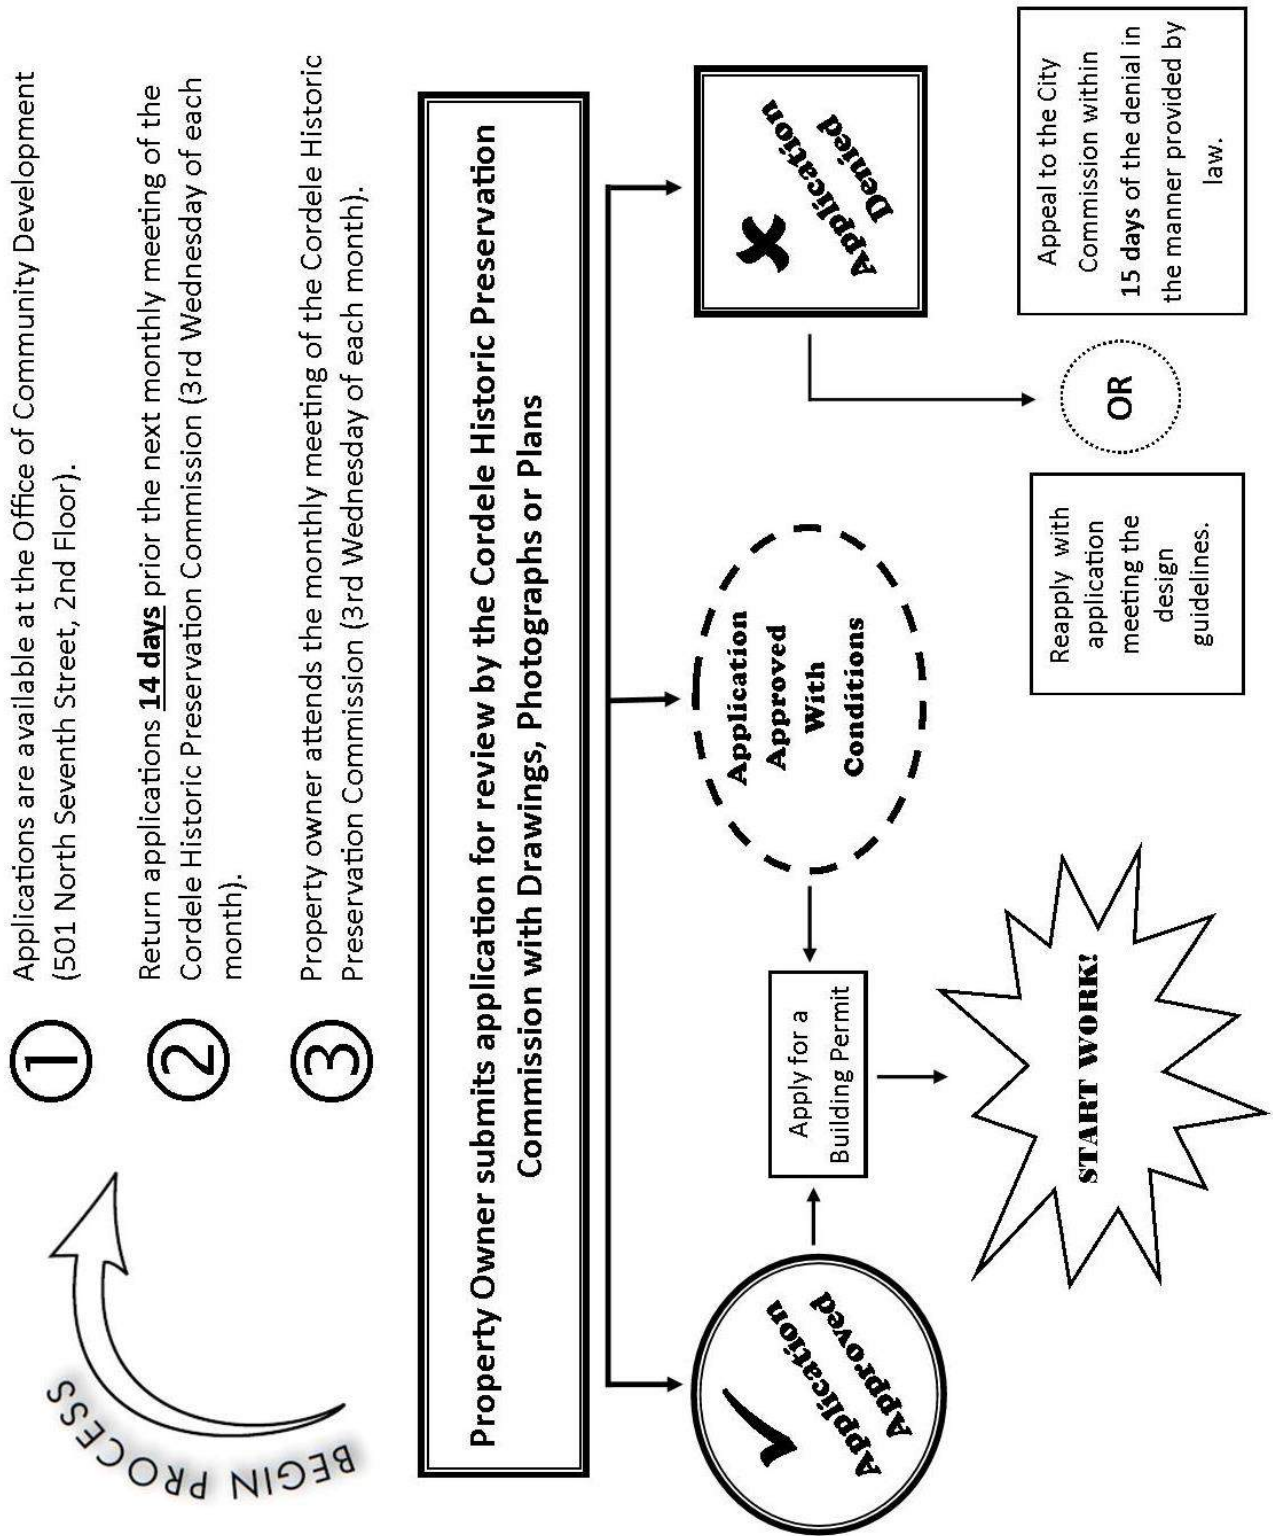 BEGIN PROCESS
1
Applications are available at the Office of Community Development
(501 North Seventh Street, 2nd Floor).
2
Return applications 14 days prior the next monthly meeting of the
Cordele Historic Preservation Commission (3rd Wednesday of each
month).
3
Property owner attends the monthly meeting of the Cordele Historic
Preservation Commission (3rd Wednesday of each month).
Property Owner submits application for review by the Cordele Historic Preservation
Commission with Drawings, Photographs or Plans
Application
Approved
Apply for a
Building Permit
START WORK!
Application
Approved
With
Conditions
Application
Denied
Reapply with
application
meeting the
design
guidelines.
OR
Appeal to the City
Commission within
15 days of the denial in
the manner provided by
law.